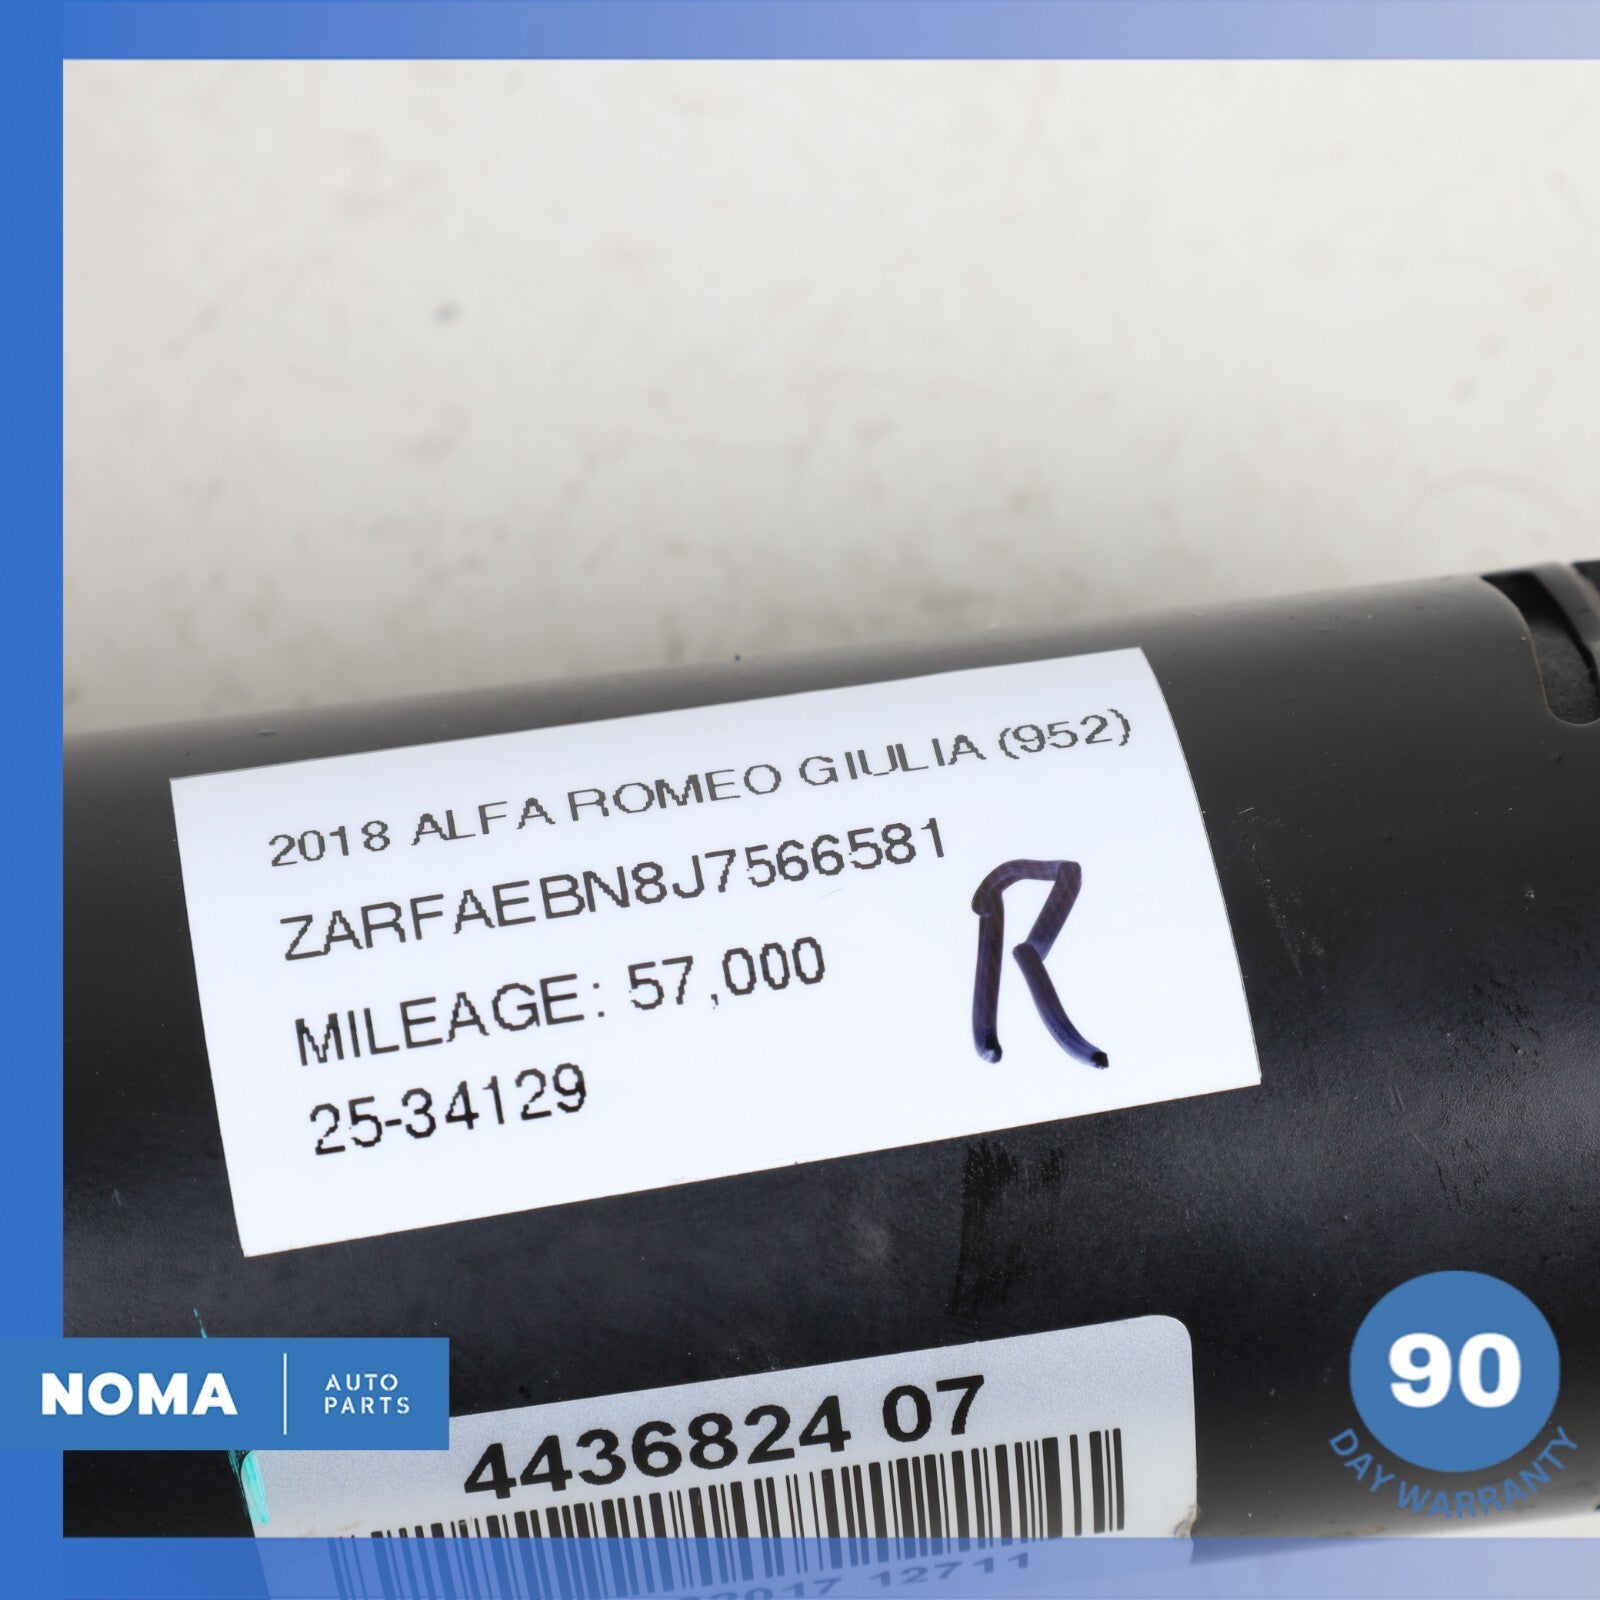 2018 ALFA ROMEO GIULIA (952)
ZARFAEBN8J7566581
MILEAGE: 57,000
25-34129
R
NOMA
AUTO
PARTS
4436824 07
12711
90
DAY WARRANTY